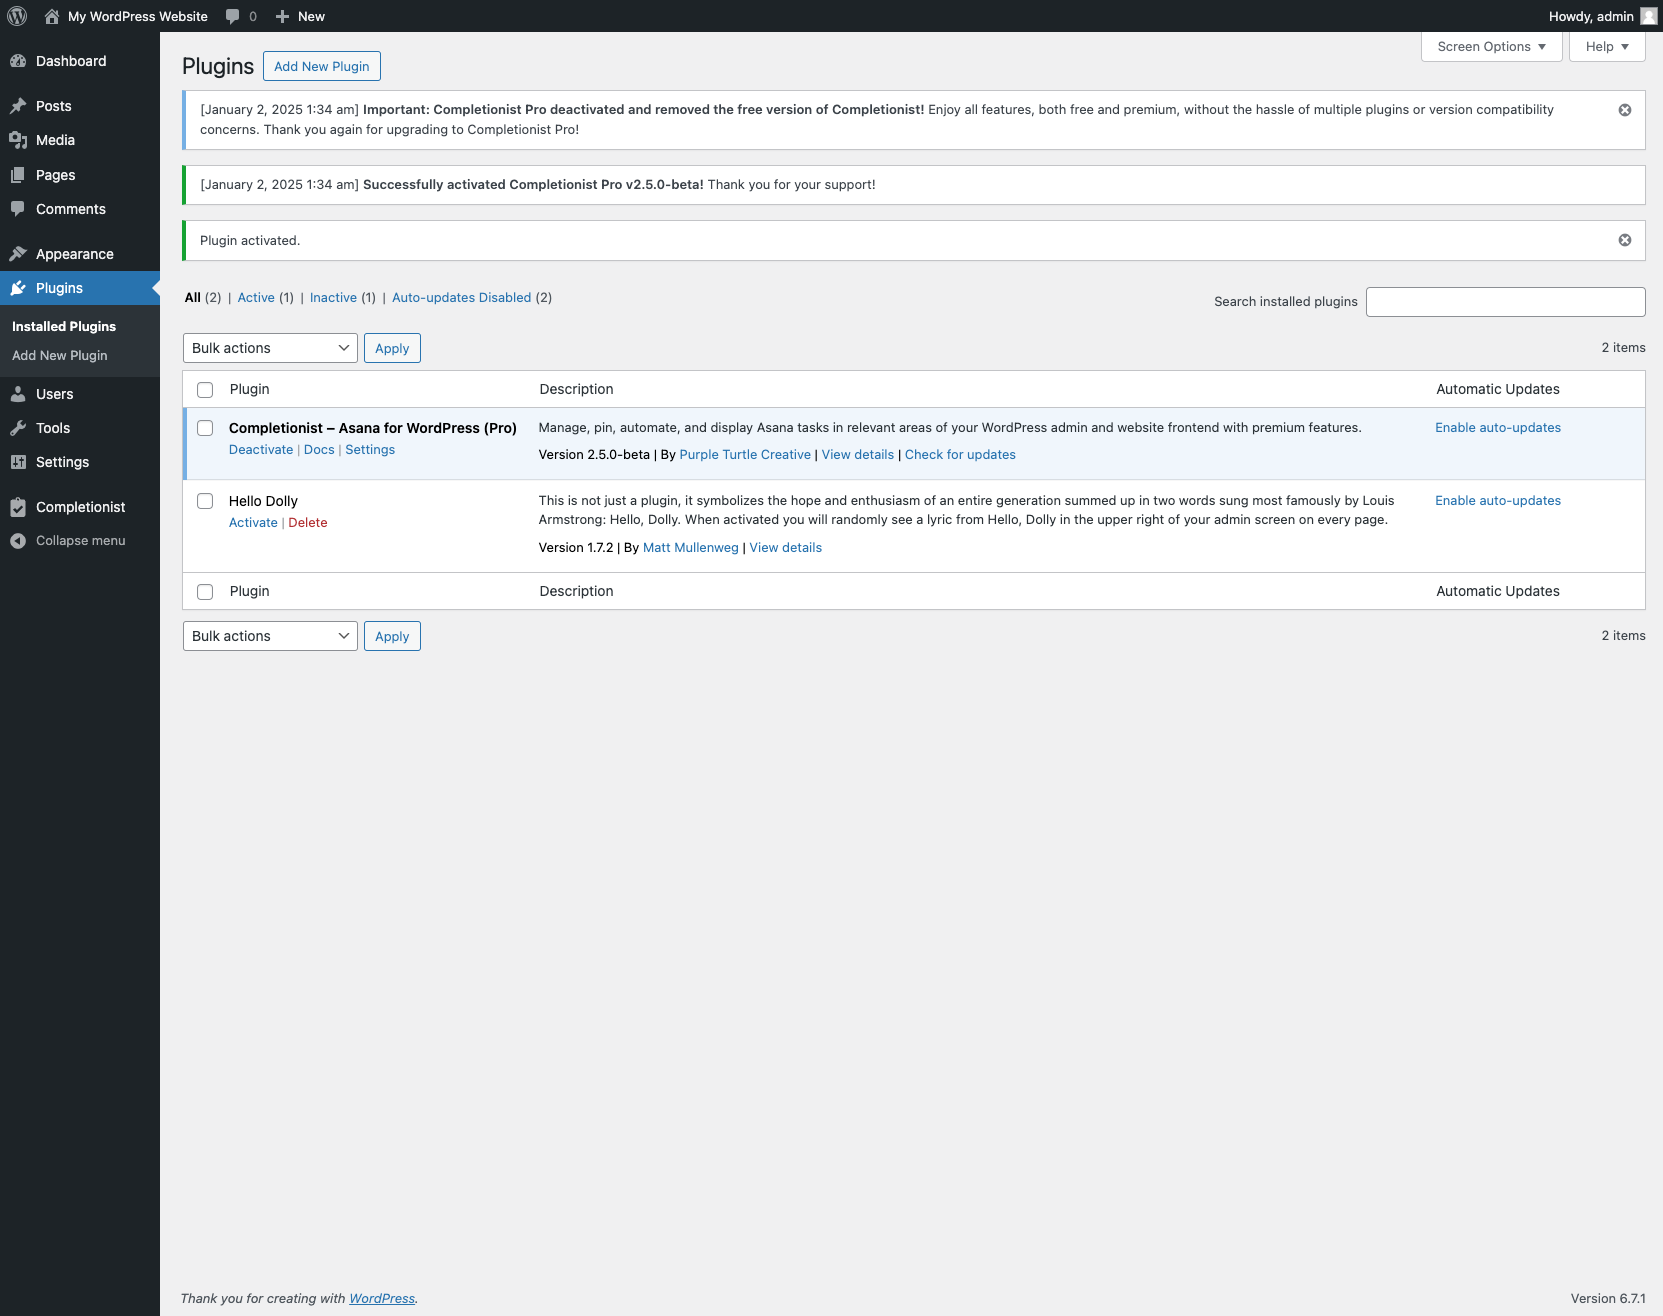 My WordPress Website 0 New Howdy, admin
Dashboard
Posts
Media
Pages
Comments
Appearance
Plugins
Installed Plugins
Add New Plugin
Users
Tools
Settings
Completionist
Collapse menu
Screen Options Help
Plugins Add New Plugin
[January 2, 2025 1:34 am] Important: Completionist Pro deactivated and removed the free version of Completionist! Enjoy all features, both free and premium, without the hassle of multiple plugins or version compatibility
concerns. Thank you again for upgrading to Completionist Pro!
[January 2, 2025 1:34 am] Successfully activated Completionist Pro v2.5.0-beta! Thank you for your support!
Plugin activated.
All (2) | Active (1) | Inactive (1) | Auto-updates Disabled (2)
Search installed plugins
Bulk actions Apply
2 items
Plugin Description Automatic Updates
Completionist – Asana for WordPress (Pro)
Deactivate | Docs | Settings
Manage, pin, automate, and display Asana tasks in relevant areas of your WordPress admin and website frontend with premium features.
Version 2.5.0-beta | By Purple Turtle Creative | View details | Check for updates
Enable auto-updates
Hello Dolly
Activate | Delete
This is not just a plugin, it symbolizes the hope and enthusiasm of an entire generation summed up in two words sung most famously by Louis
Armstrong: Hello, Dolly. When activated you will randomly see a lyric from Hello, Dolly in the upper right of your admin screen on every page.
Version 1.7.2 | By Matt Mullenweg | View details
Enable auto-updates
Plugin Description Automatic Updates
Bulk actions Apply
2 items
Thank you for creating with WordPress.
Version 6.7.1